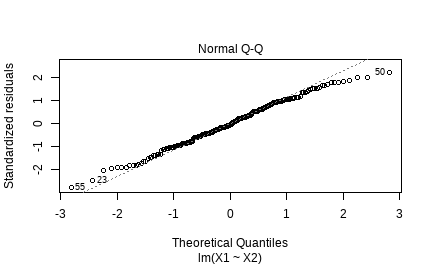 Normal Q-Q
Standardized residuals
2
1
0
-1
-2
50
55
23
-3 -2 -1 0 1 2 3
Theoretical Quantiles
lm(X1 ~ X2)